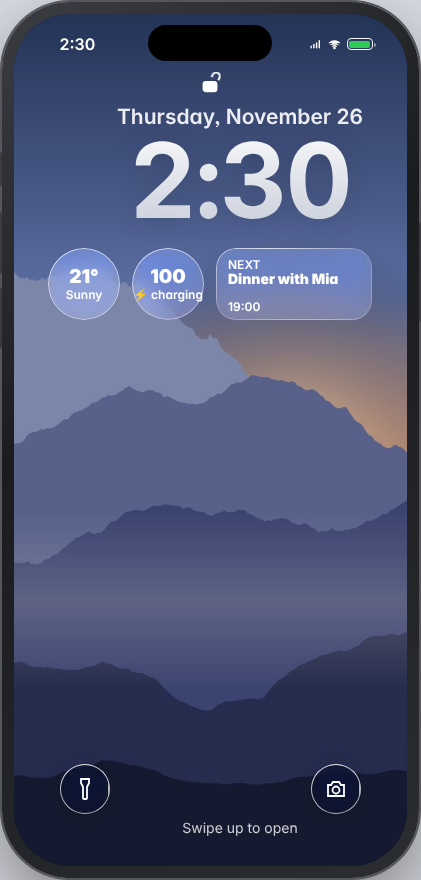 2:30
Thursday, November 26
2:30
21°
Sunny
100
⚡ charging
NEXT
Dinner with Mia
19:00
Swipe up to open